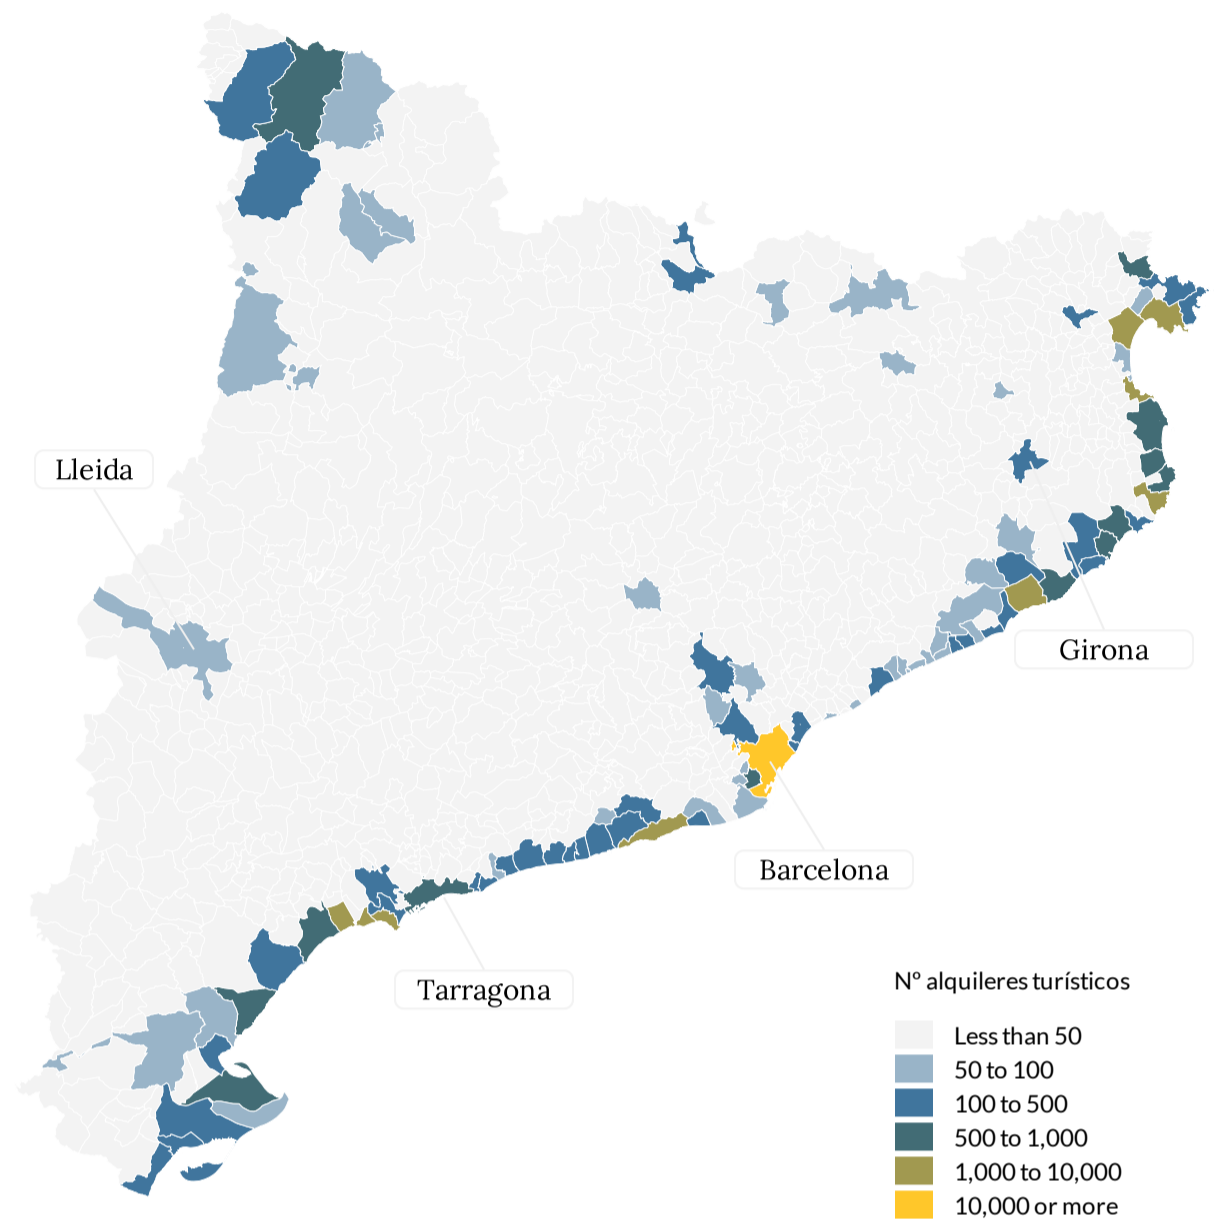 Lleida
Girona
Barcelona
Tarragona
Nº alquileres turísticos
Less than 50
50 to 100
100 to 500
500 to 1,000
1,000 to 10,000
10,000 or more